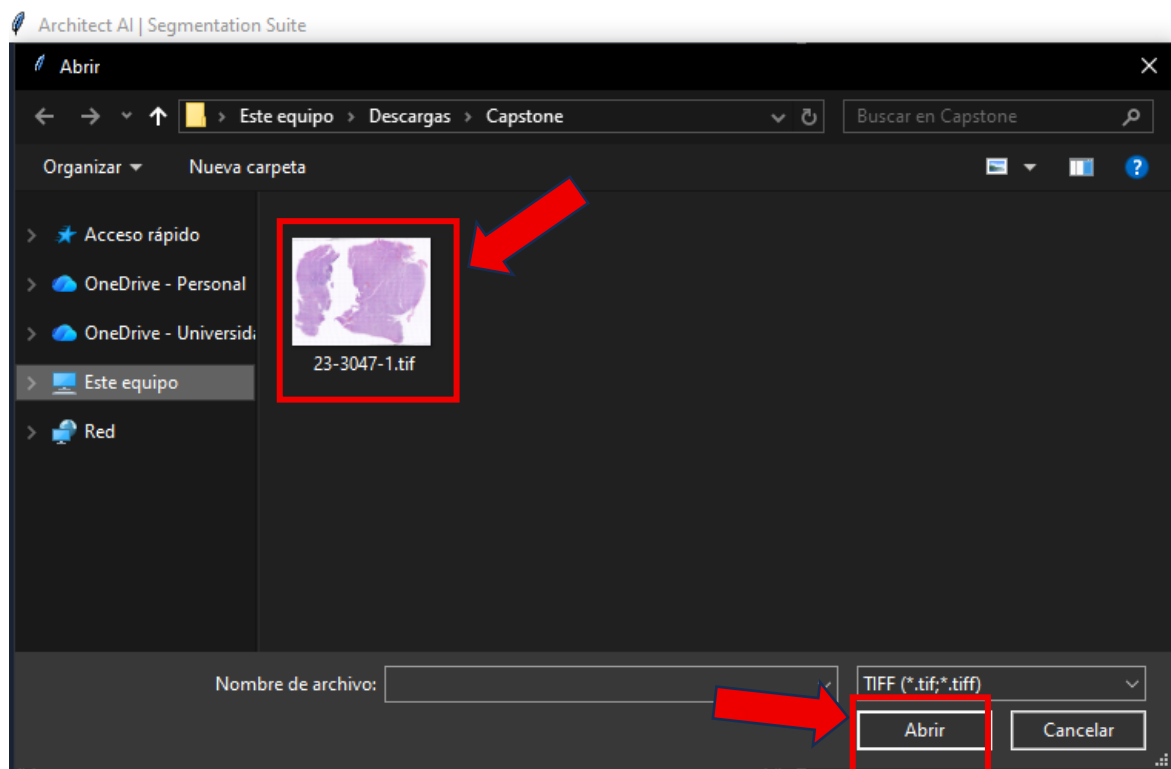 Architect AI | Segmentation Suite
Abrir
Este equipo > Descargas > Capstone
Buscar en Capstone
Organizar
Nueva carpeta
Acceso rápido
OneDrive - Personal
OneDrive - Universid
Este equipo
Red
23-3047-1.tif
Nombre de archivo:
TIFF (*.tif;*.tiff)
Abrir
Cancelar